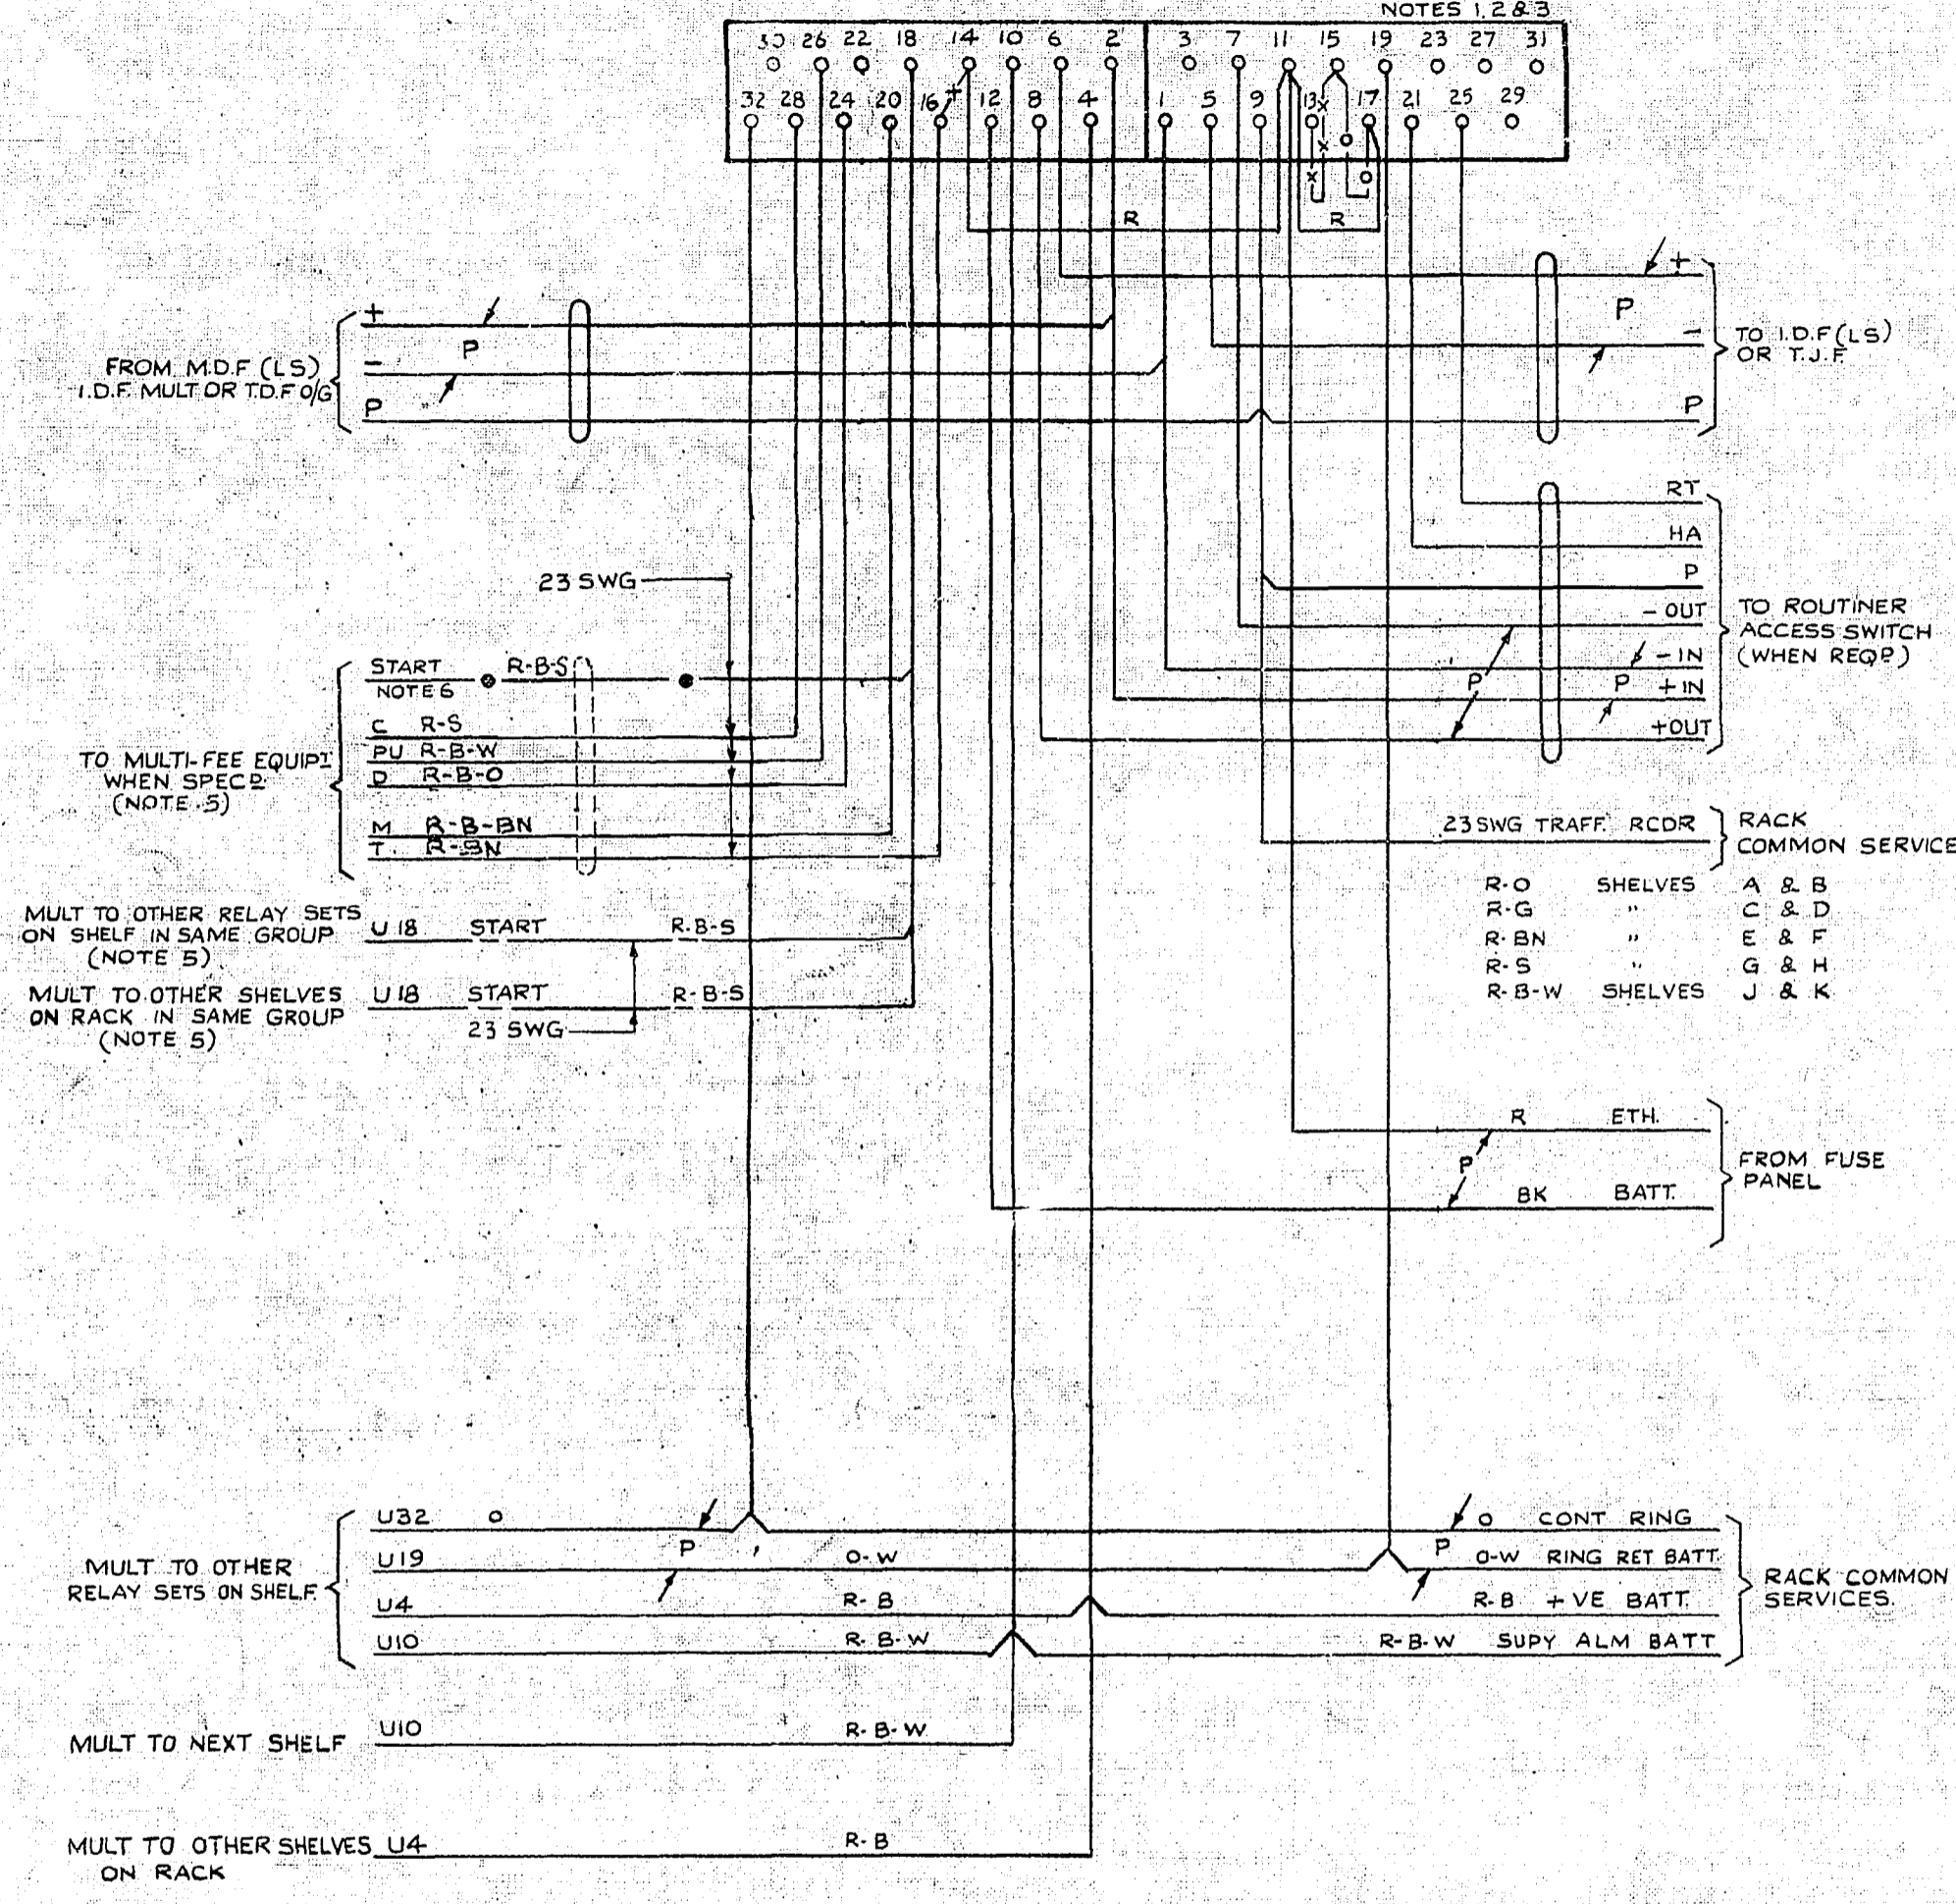 NOTES 1, 2 & 3
30 26 22 18 14 10 6 2 3 7 11 15 19 23 27 31
32 28 24 20 16 + 12 8 4 1 5 9 13 17 21 25 29
R R
+
P
-
P
FROM M.D.F (LS)
I.D.F. MULT OR T.D.F O/G
+
P
-
P
TO I.D.F (LS)
OR T.J.F.
RT
HA
P
- OUT
- IN
P P + IN
+ OUT
TO ROUTINER
ACCESS SWITCH
(WHEN REQD.)
23 SWG
START R-B-S
NOTE 6
C R-S
PU R-B-W
D R-B-O
M R-B-BN
T. R-BN
TO MULTI-FEE EQUIPT
WHEN SPECD.
(NOTE 5)
23 SWG TRAFF. RCDR
RACK
COMMON SERVICE
R-O SHELVES A & B
R-G " C & D
R-BN " E & F
R-S " G & H
R-B-W SHELVES J & K
MULT TO OTHER RELAY SETS
ON SHELF IN SAME GROUP
(NOTE 5)
U 18 START R.B-S
MULT TO OTHER SHELVES
ON RACK IN SAME GROUP
(NOTE 5)
U 18 START R-B-S
23 SWG
R ETH.
P
BK BATT.
FROM FUSE
PANEL
MULT TO OTHER
RELAY SETS ON SHELF.
U32 O
P
U19 O-W
U4 R-B
U10 R-B-W
O CONT RING
P O-W RING RET BATT.
R-B + VE BATT.
R-B-W SUPY ALM BATT
RACK COMMON
SERVICES.
MULT TO NEXT SHELF U10 R-B-W
MULT TO OTHER SHELVES U4 R-B
ON RACK